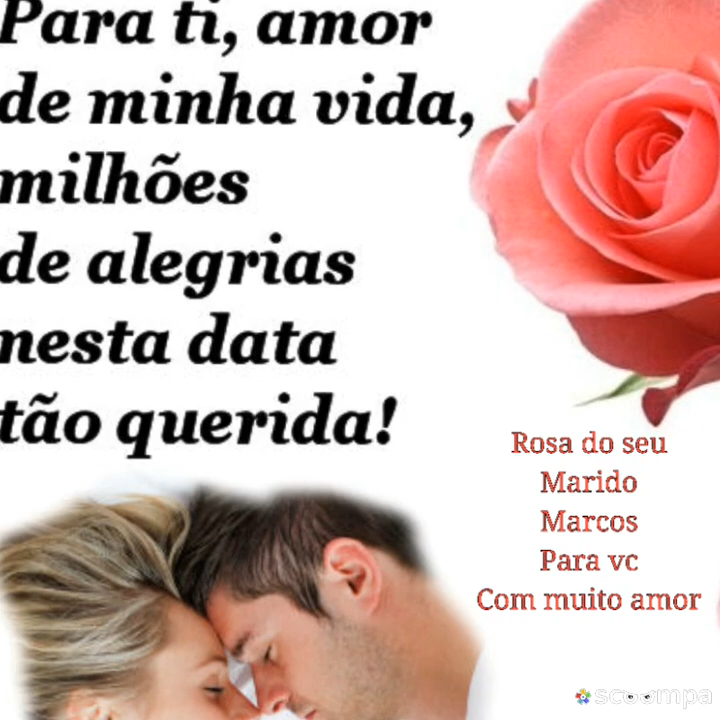 Para ti, amor
de minha vida,
milhões
de alegrias
nesta data
tão querida!
Rosa do seu
Marido
Marcos
Para vc
Com muito amor
scoompa